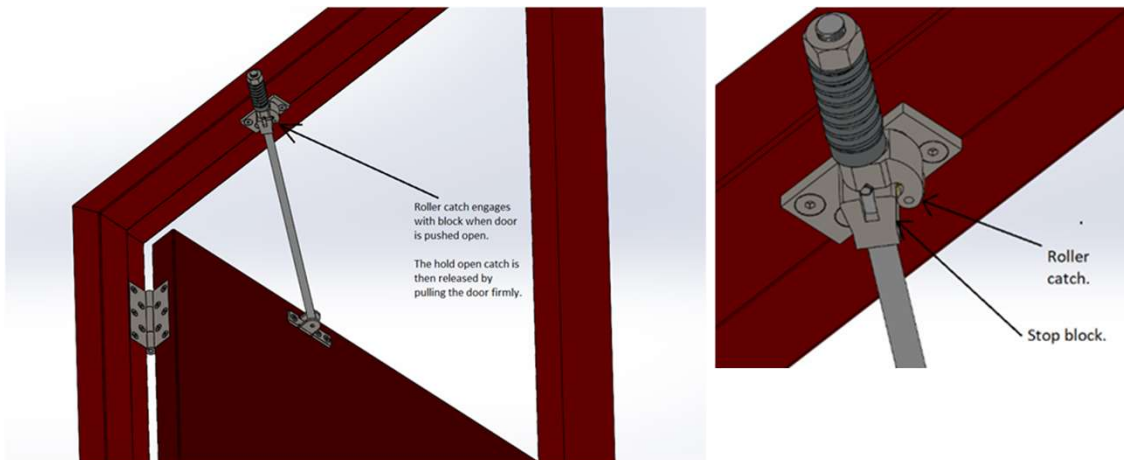 Roller catch engages
with block when door
is pushed open.
The hold open catch is
then released by
pulling the door firmly.
Roller
catch.
Stop block.